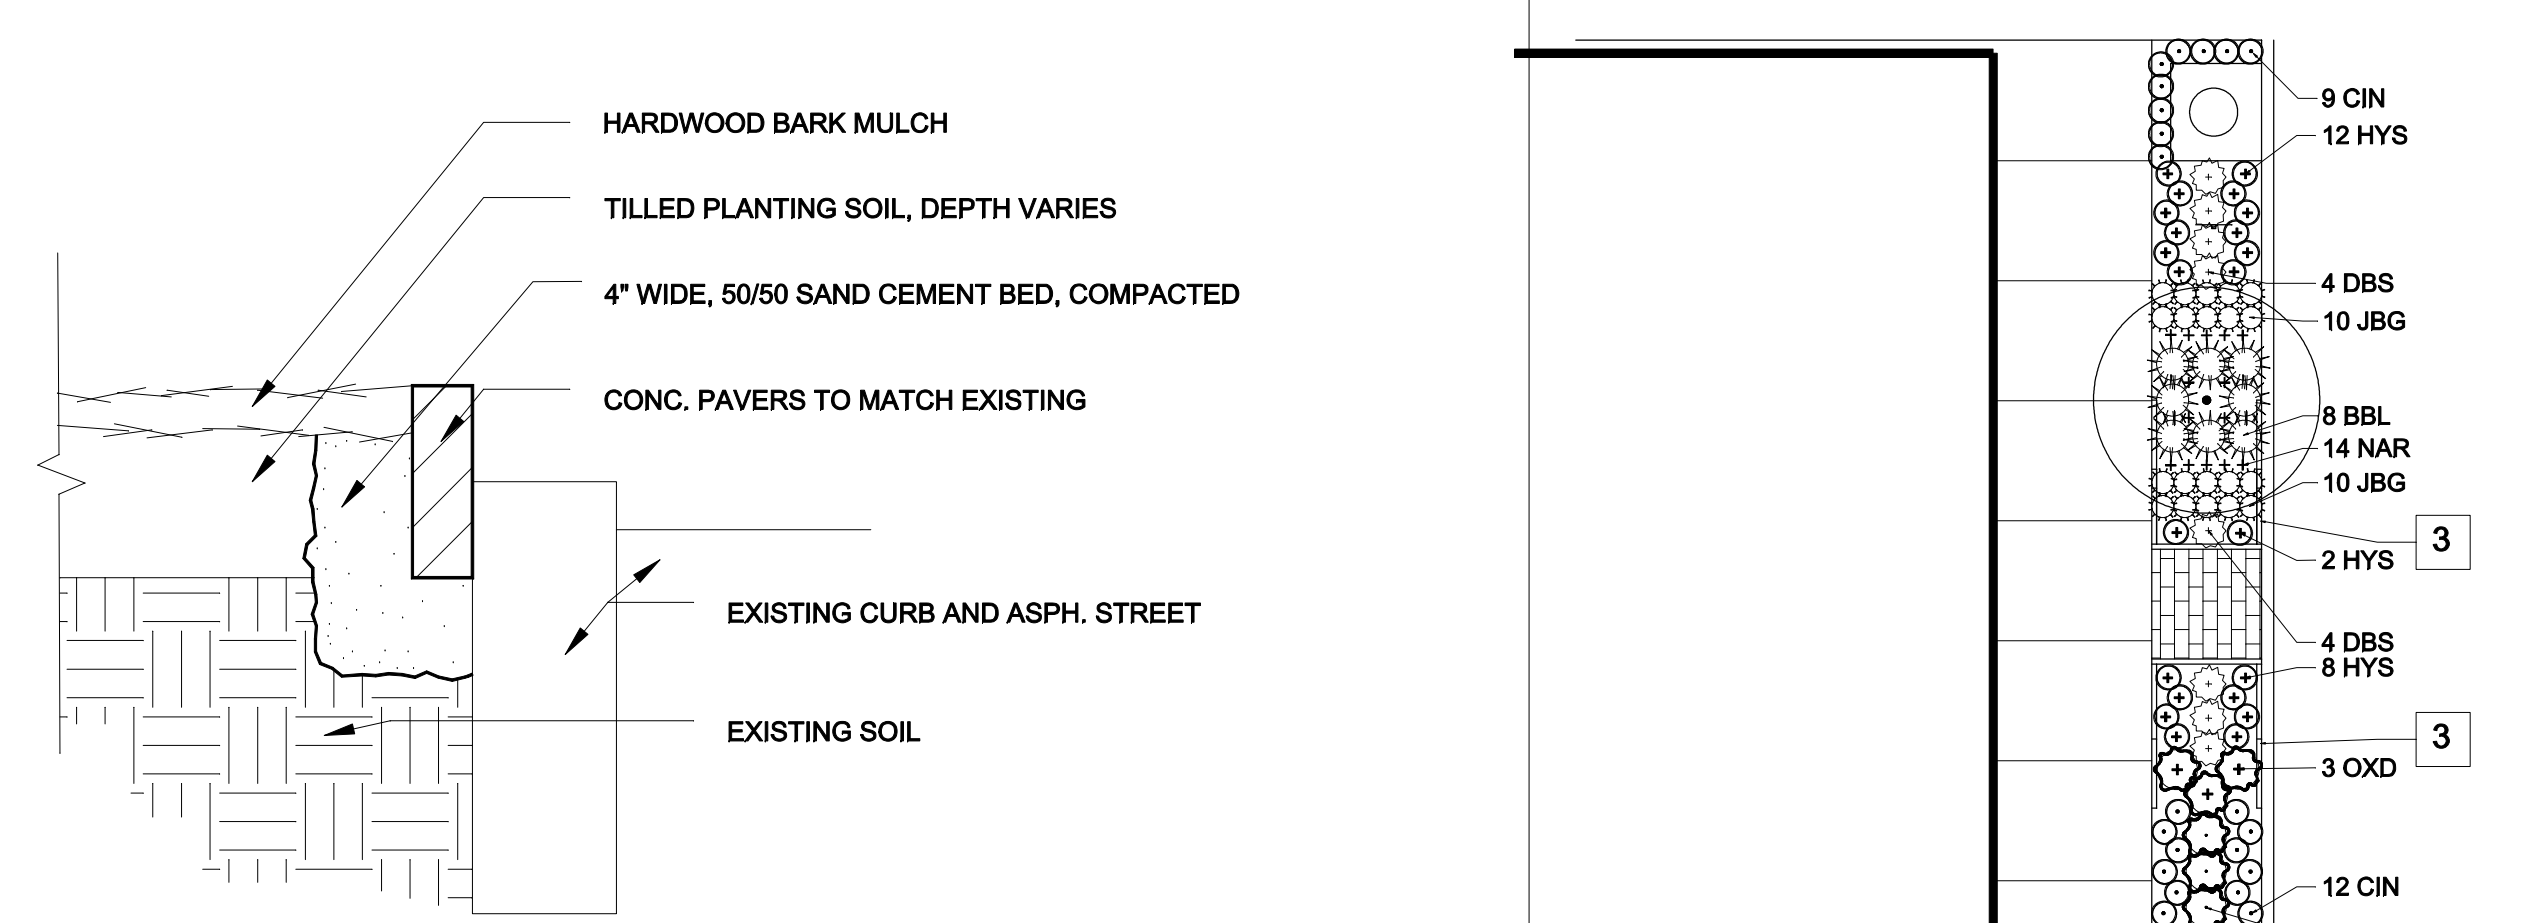 HARDWOOD BARK MULCH
TILLED PLANTING SOIL, DEPTH VARIES
4" WIDE, 50/50 SAND CEMENT BED, COMPACTED
CONC. PAVERS TO MATCH EXISTING
EXISTING CURB AND ASPH. STREET
EXISTING SOIL
9 CIN
12 HYS
4 DBS
10 JBG
8 BBL
14 NAR
10 JBG
3
2 HYS
4 DBS
8 HYS
3
3 OXD
12 CIN